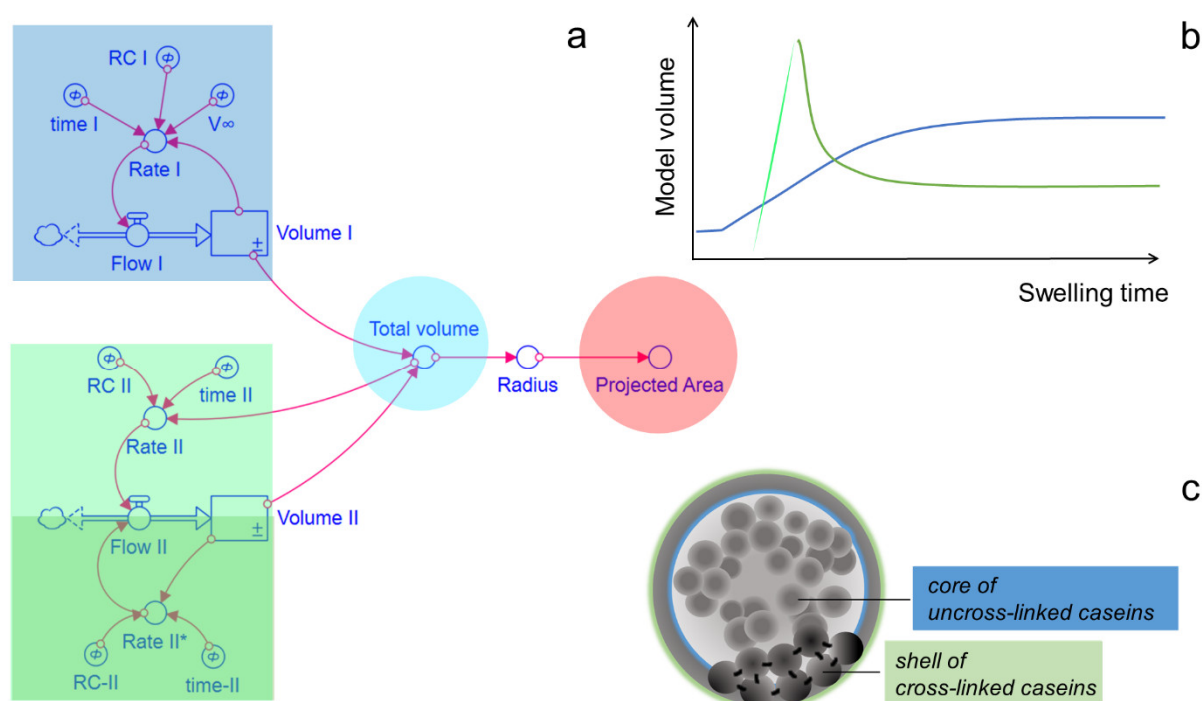 a
RC I
ϕ
ϕ
ϕ
time I
V∞
Rate I
Volume I
±
Flow I
Total volume
Radius
Projected Area
ϕ
ϕ
RC II
time II
Rate II
Volume II
±
Flow II
Rate II*
ϕ
ϕ
RC-II
time-II
b
Model volume
Swelling time
c
core of
uncross-linked caseins
shell of
cross-linked caseins